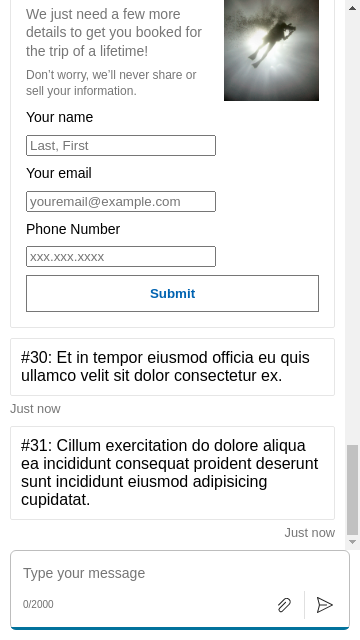 We just need a few more
details to get you booked for
the trip of a lifetime!
Don’t worry, we’ll never share or
sell your information.
Your name
Last, First
Your email
youremail@example.com
Phone Number
xxx.xxx.xxxx
Submit
#30: Et in tempor eiusmod officia eu quis
ullamco velit sit dolor consectetur ex.
Just now
#31: Cillum exercitation do dolore aliqua
ea incididunt consequat proident deserunt
sunt incididunt eiusmod adipisicing
cupidatat.
Just now
Type your message
0/2000